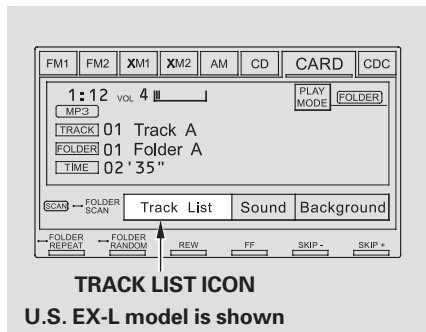 FM1 FM2 XM1 XM2 AM CD CARD CDC
1:12 VOL 4 PLAY MODE FOLDER
MP3
TRACK 01 Track A
FOLDER 01 Folder A
TIME 02'35"
SCAN FOLDER SCAN Track List Sound Background
FOLDER REPEAT FOLDER RANDOM REW FF SKIP - SKIP +
TRACK LIST ICON
U.S. EX-L model is shown